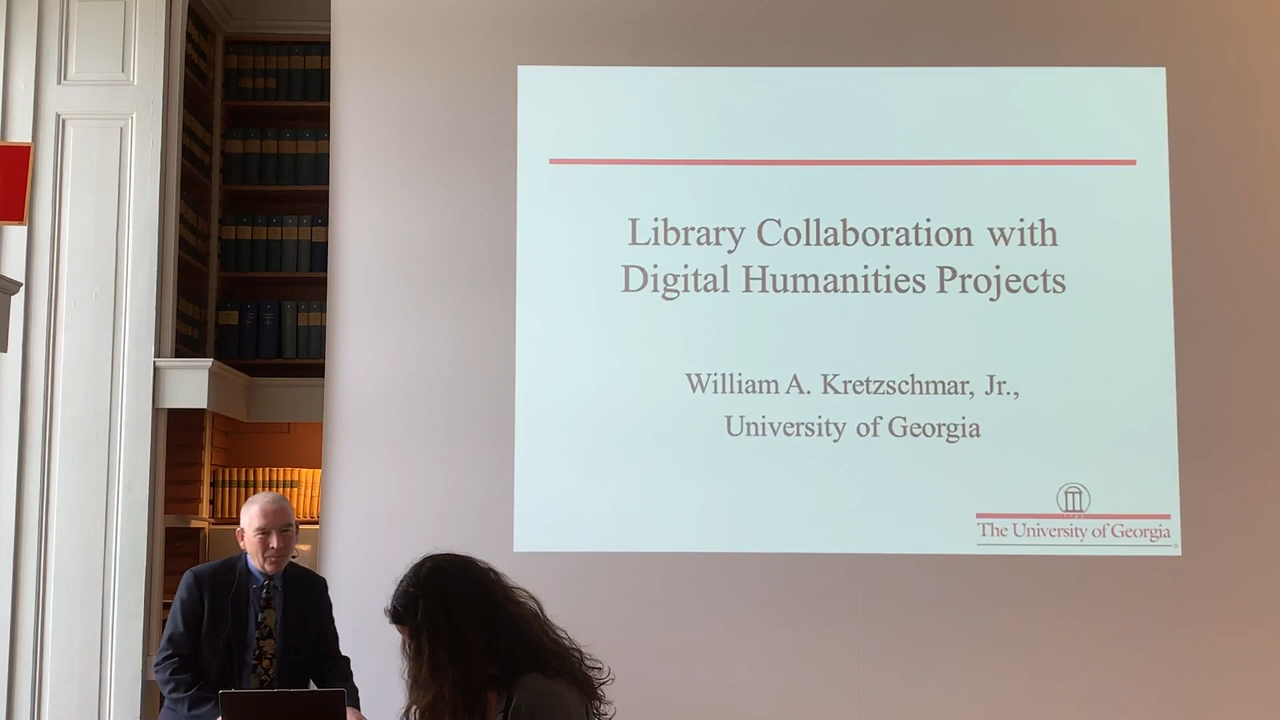 Library Collaboration with
Digital Humanities Projects
William A. Kretzschmar, Jr.,
University of Georgia
The University of Georgia